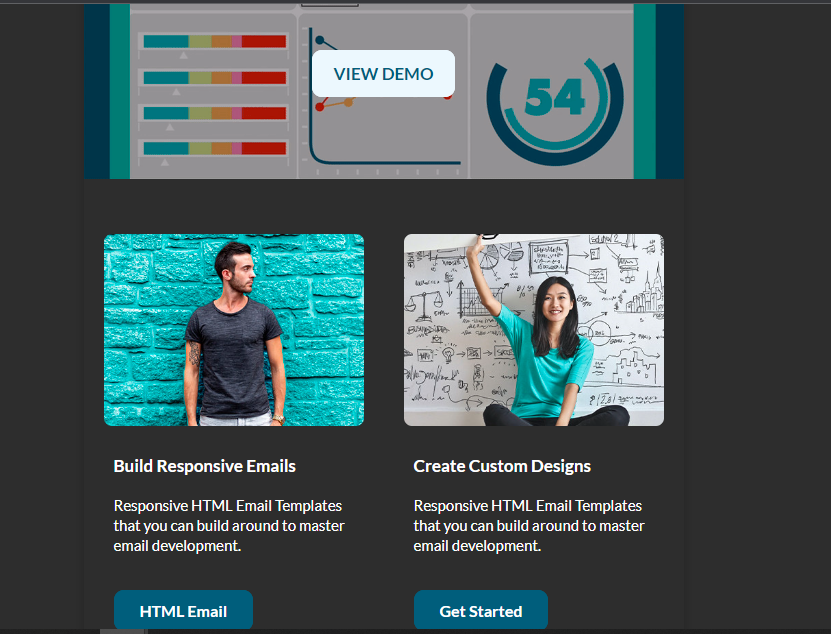 VIEW DEMO
54
Build Responsive Emails
Responsive HTML Email Templates
that you can build around to master
email development.
HTML Email
Create Custom Designs
Responsive HTML Email Templates
that you can build around to master
email development.
Get Started